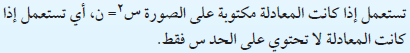 تستعمل إذا كانت المعادلة مكتوبة على الصورة س٢= ن، أي تستعمل إذا
كانت المعادلة لا تحتوي على الحد س فقط.